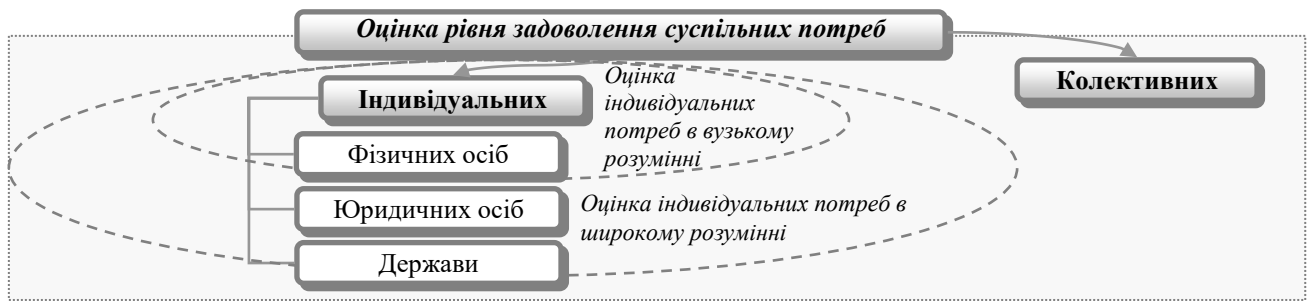 Оцінка рівня задоволення суспільних потреб
Колективних
Індивідуальних
Оцінка
індивідуальних
потреб в вузькому
розумінні
Фізичних осіб
Юридичних осіб
Оцінка індивідуальних потреб в
широкому розумінні
Держави